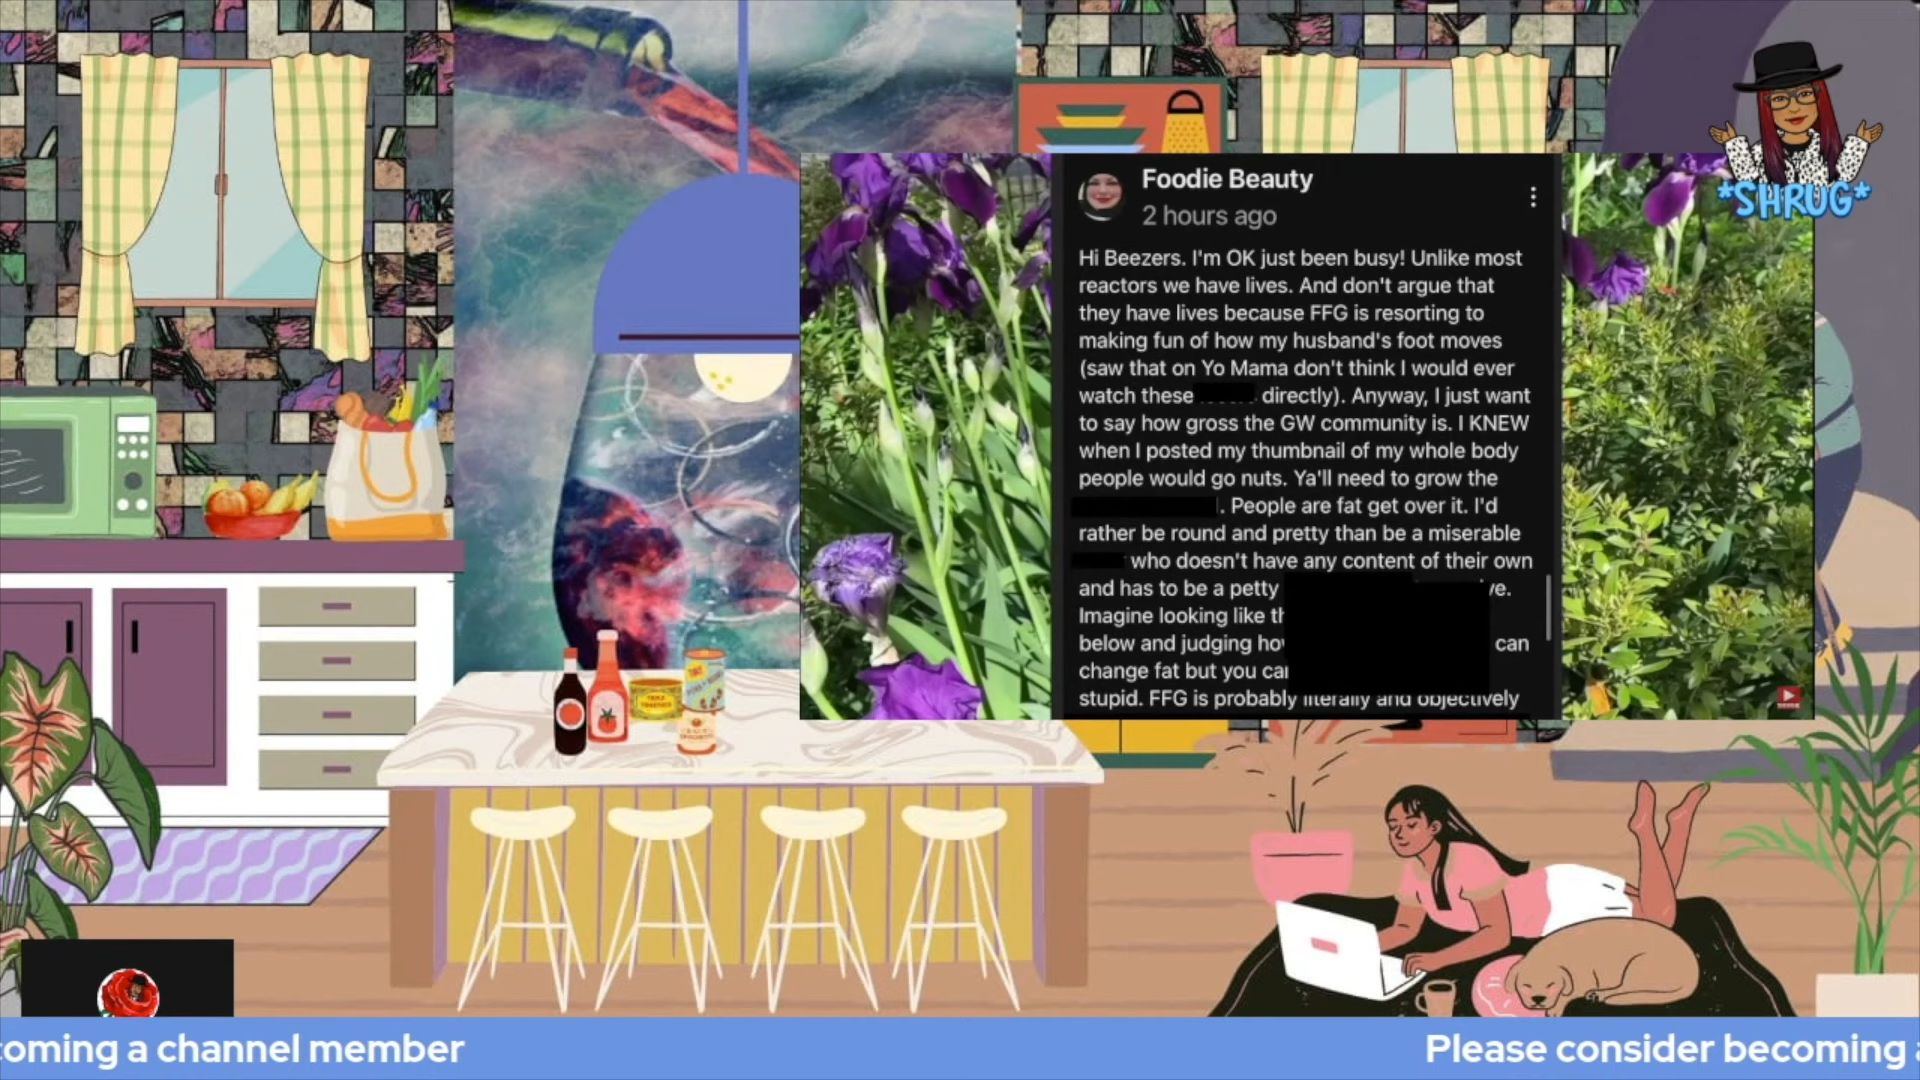 *SHRUG*
Foodie Beauty
2 hours ago
Hi Beezers. I'm OK just been busy! Unlike most
reactors we have lives. And don't argue that
they have lives because FFG is resorting to
making fun of how my husband's foot moves
(saw that on Yo Mama don't think I would ever
watch these directly). Anyway, I just want
to say how gross the GW community is. I KNEW
when I posted my thumbnail of my whole body
people would go nuts. Ya'll need to grow the
. People are fat get over it. I'd
rather be round and pretty than be a miserable
who doesn't have any content of their own
and has to be a petty
Imagine looking like
below and judging can
change fat but you
stupid. FFG is probably literally and objectively
coming a channel member
Please consider becoming